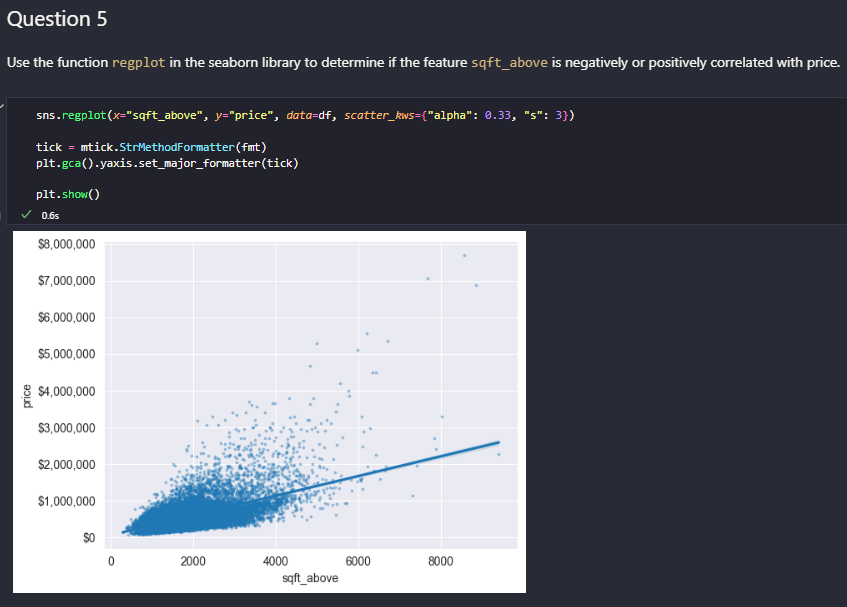 Question 5
Use the function regplot in the seaborn library to determine if the feature sqft_above is negatively or positively correlated with price.
sns.regplot(x="sqft_above", y="price", data=df, scatter_kws={"alpha": 0.33, "s": 3})
tick = mtick.StrMethodFormatter(fmt)
plt.gca().yaxis.set_major_formatter(tick)
plt.show()
0.6s
$8,000,000
$7,000,000
$6,000,000
$5,000,000
$4,000,000
$3,000,000
$2,000,000
$1,000,000
$0
price
0 2000 4000 6000 8000
sqft_above